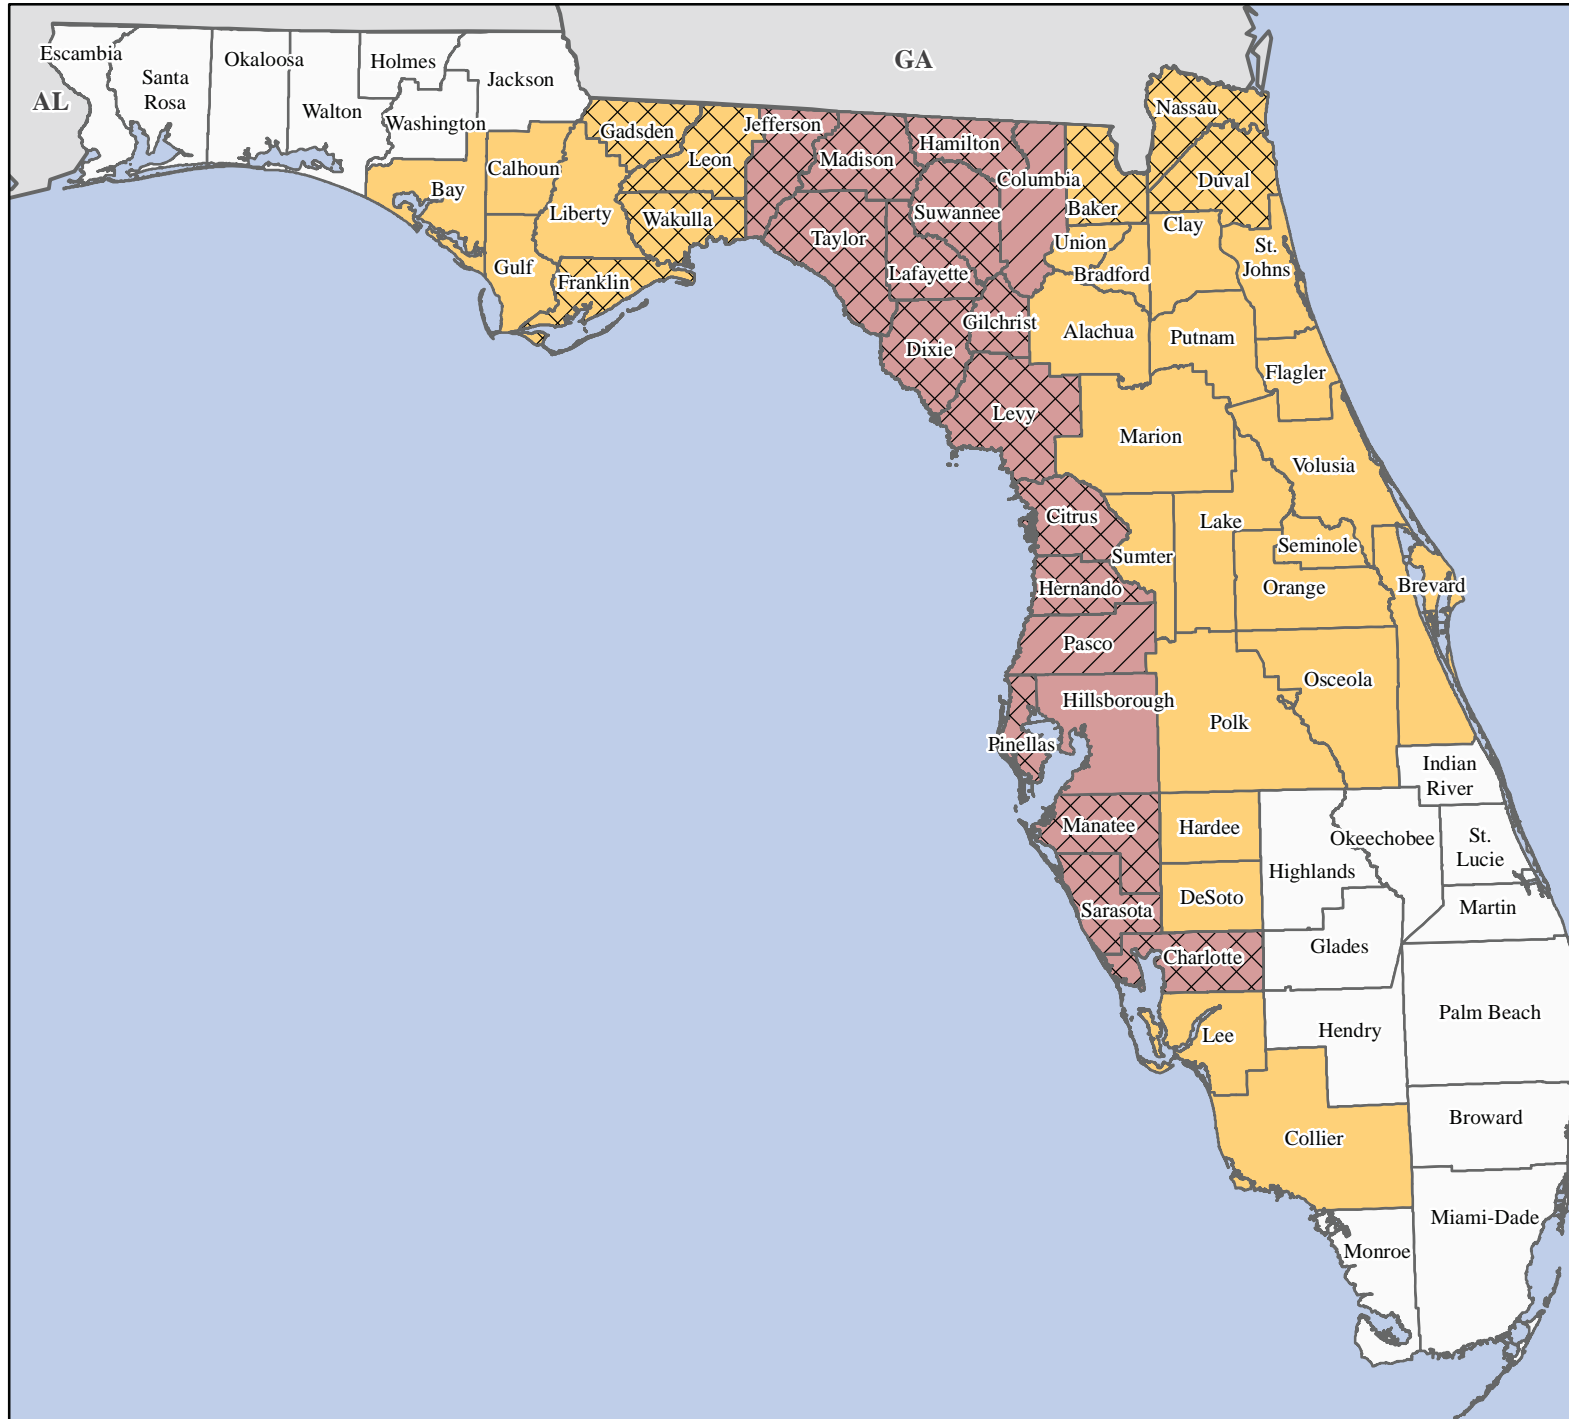 Escambia
Santa
Rosa
Okaloosa
Walton
Holmes
Washington
Jackson
AL
GA
Bay
Calhoun
Gulf
Liberty
Gadsden
Leon
Wakulla
Franklin
Jefferson
Madison
Taylor
Hamilton
Suwannee
Lafayette
Columbia
Dixie
Gilchrist
Levy
Baker
Nassau
Duval
Union
Bradford
Clay
St.
Johns
Alachua
Putnam
Flagler
Marion
Volusia
Citrus
Sumter
Lake
Seminole
Orange
Brevard
Hernando
Pasco
Hillsborough
Pinellas
Polk
Osceola
Indian
River
Manatee
Hardee
Highlands
Okeechobee
St.
Lucie
Sarasota
DeSoto
Martin
Charlotte
Glades
Lee
Hendry
Palm Beach
Collier
Broward
Miami-Dade
Monroe